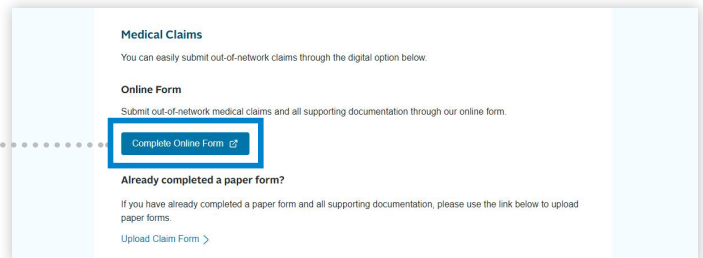 Medical Claims
You can easily submit out-of-network claims through the digital option below.
Online Form
Submit out-of-network medical claims and all supporting documentation through our online form.
Complete Online Form
Already completed a paper form?
If you have already completed a paper form and all supporting documentation, please use the link below to upload
paper forms.
Upload Claim Form